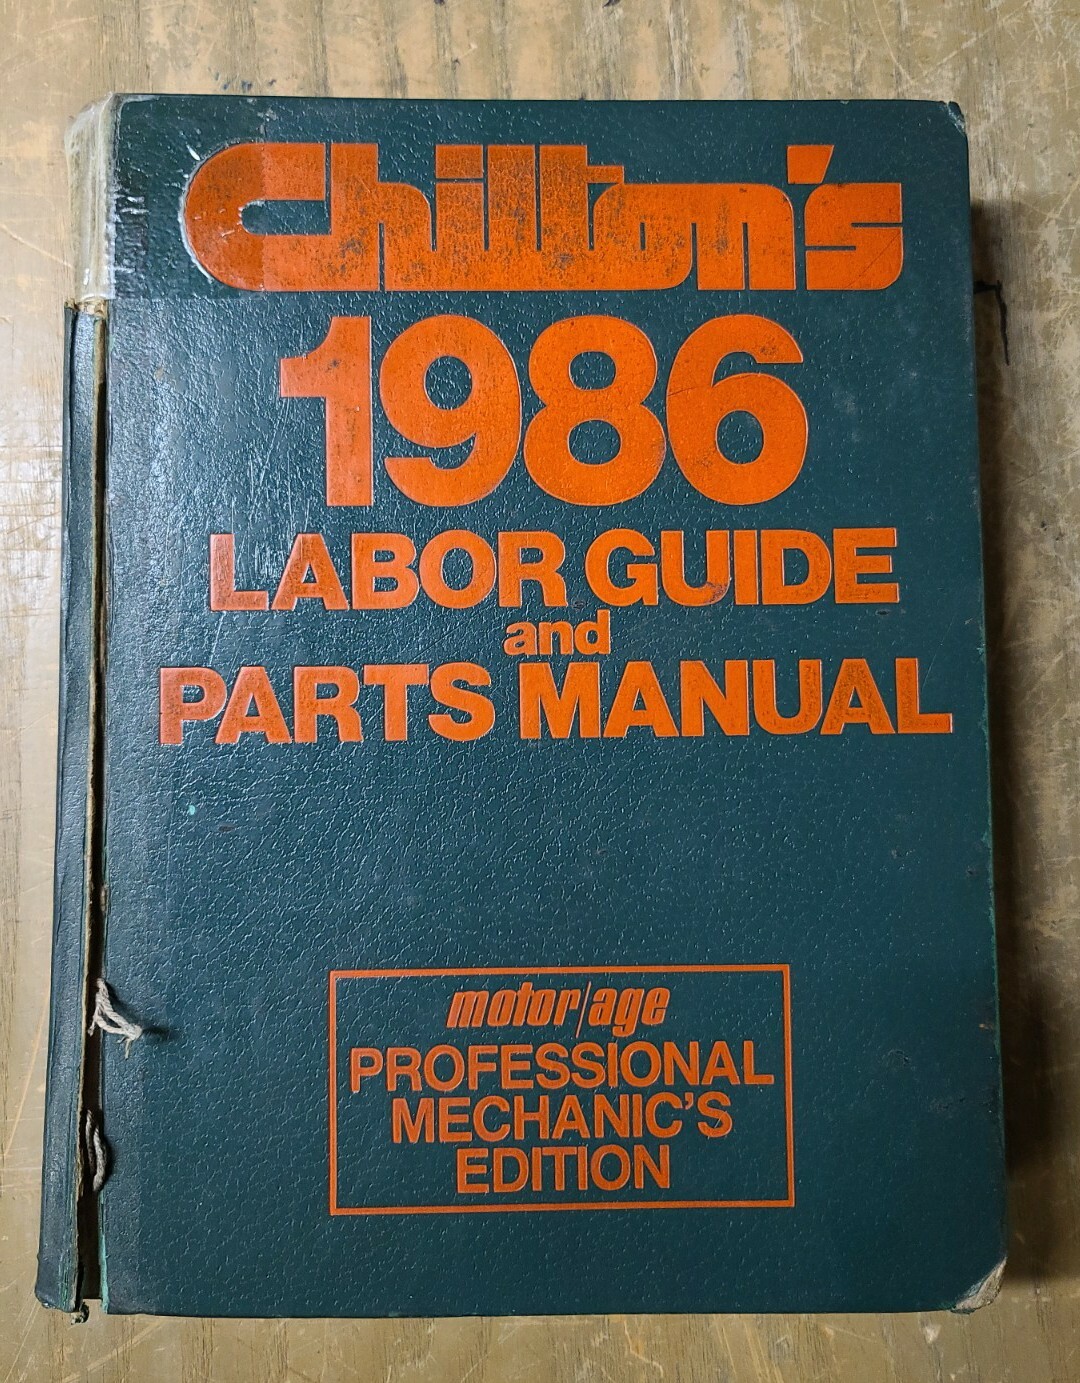 Chilton's
1986
LABOR GUIDE
and
PARTS MANUAL
motor/age
PROFESSIONAL
MECHANIC'S
EDITION